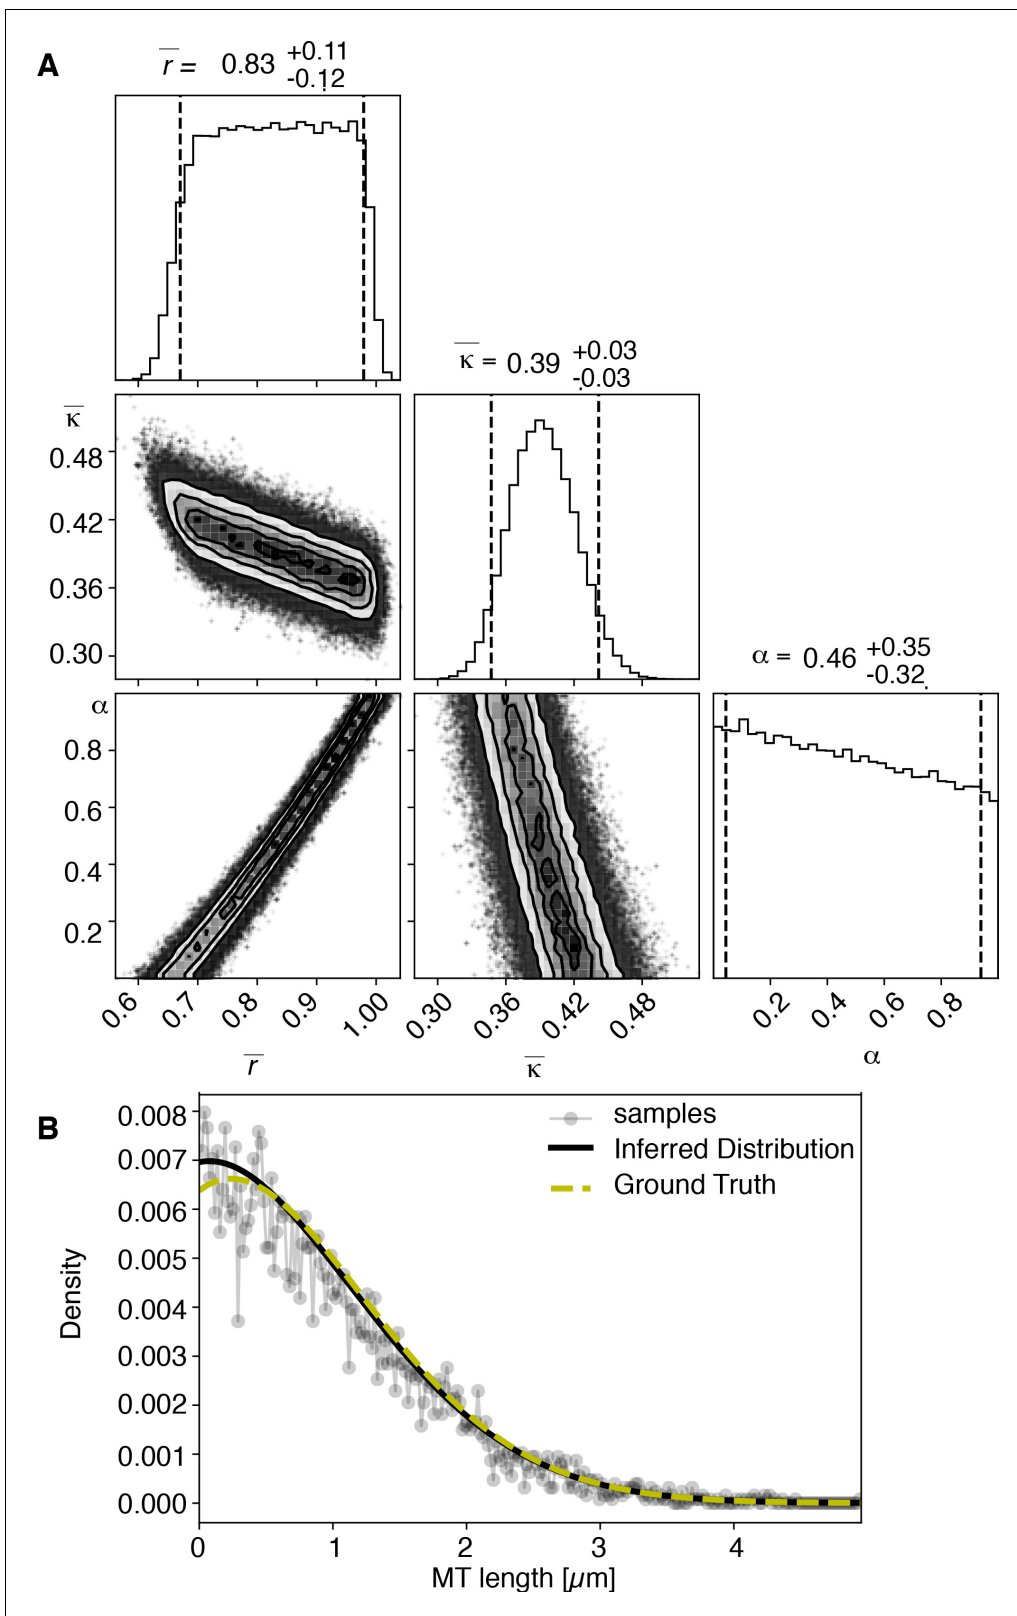 A
r = 0.83 +0.11
-0.12
κ = 0.39 +0.03
-0.03
κ
0.48
0.42
0.36
0.30
α = 0.46 +0.35
-0.32
α
0.8
0.6
0.4
0.2
0.6 0.7 0.8 0.9 1.00
0.30 0.36 0.42 0.48
0.2 0.4 0.6 0.8
r
κ
α
B
samples
Inferred Distribution
Ground Truth
0.008
0.007
0.006
0.005
0.004
0.003
0.002
0.001
0.000
Density
0 1 2 3 4
MT length [μm]